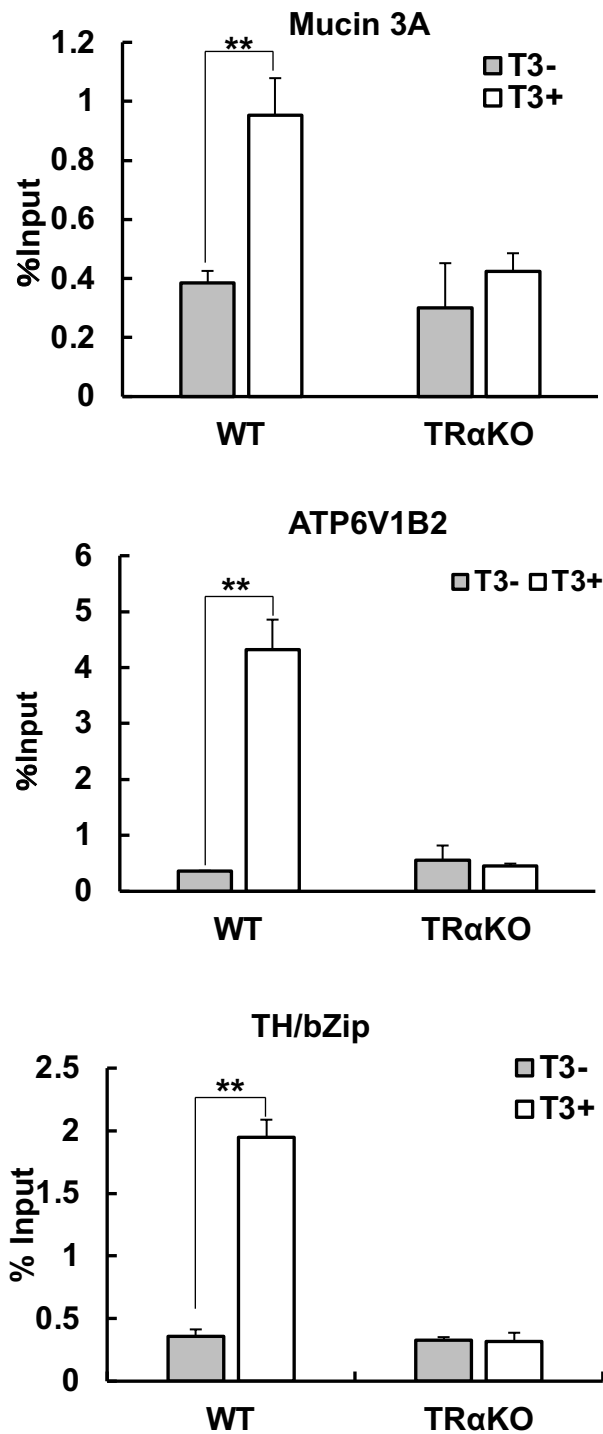 Mucin 3A
1.2
1
0.8
0.6
0.4
0.2
0
%Input
**
T3-
T3+
WT TRαKO
ATP6V1B2
6
5
4
3
2
1
0
%Input
**
T3- T3+
WT TRαKO
TH/bZip
2.5
2
1.5
1
0.5
0
% Input
**
T3-
T3+
WT TRαKO